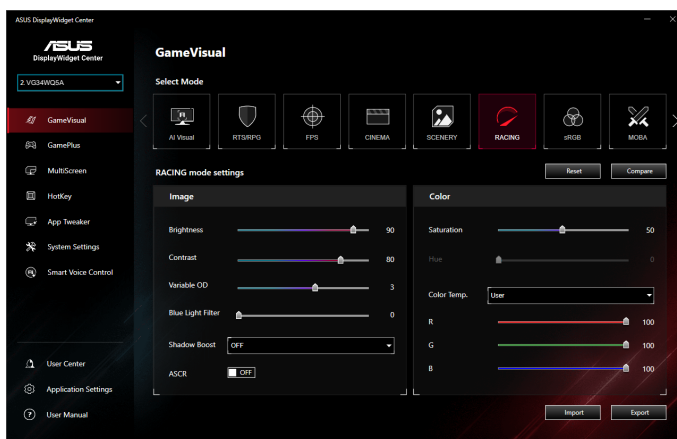 ASUS DisplayWidget Center
ASUS
DisplayWidget Center
2.VG34WQ5A
GameVisual
GamePlus
MultiScreen
HotKey
App Tweaker
System Settings
Smart Voice Control
User Center
Application Settings
User Manual
GameVisual
Select Mode
AI Visual RTS/RPG FPS CINEMA SCENERY RACING sRGB MOBA
RACING mode settings Reset Compare
Image
Brightness 90
Contrast 80
Variable OD 3
Blue Light Filter 0
Shadow Boost OFF
ASCR OFF
Color
Saturation 50
Hue 0
Color Temp. User
R 100
G 100
B 100
Import Export